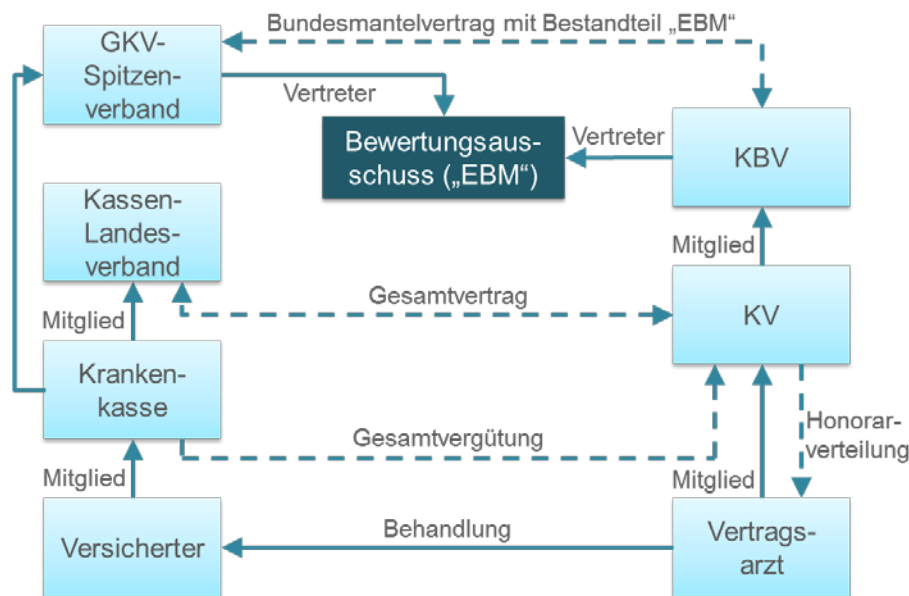 Bundesmantelvertrag mit Bestandteil „EBM“
GKV-
Spitzen-
verband
Vertreter
Bewertungsaus-
schuss („EBM“)
Vertreter
KBV
Kassen-
Landes-
verband
Mitglied
Gesamtvertrag
KV
Mitglied
Kranken-
kasse
Gesamtvergütung
Honorar-
verteilung
Mitglied
Mitglied
Versicherter
Behandlung
Vertrags-
arzt